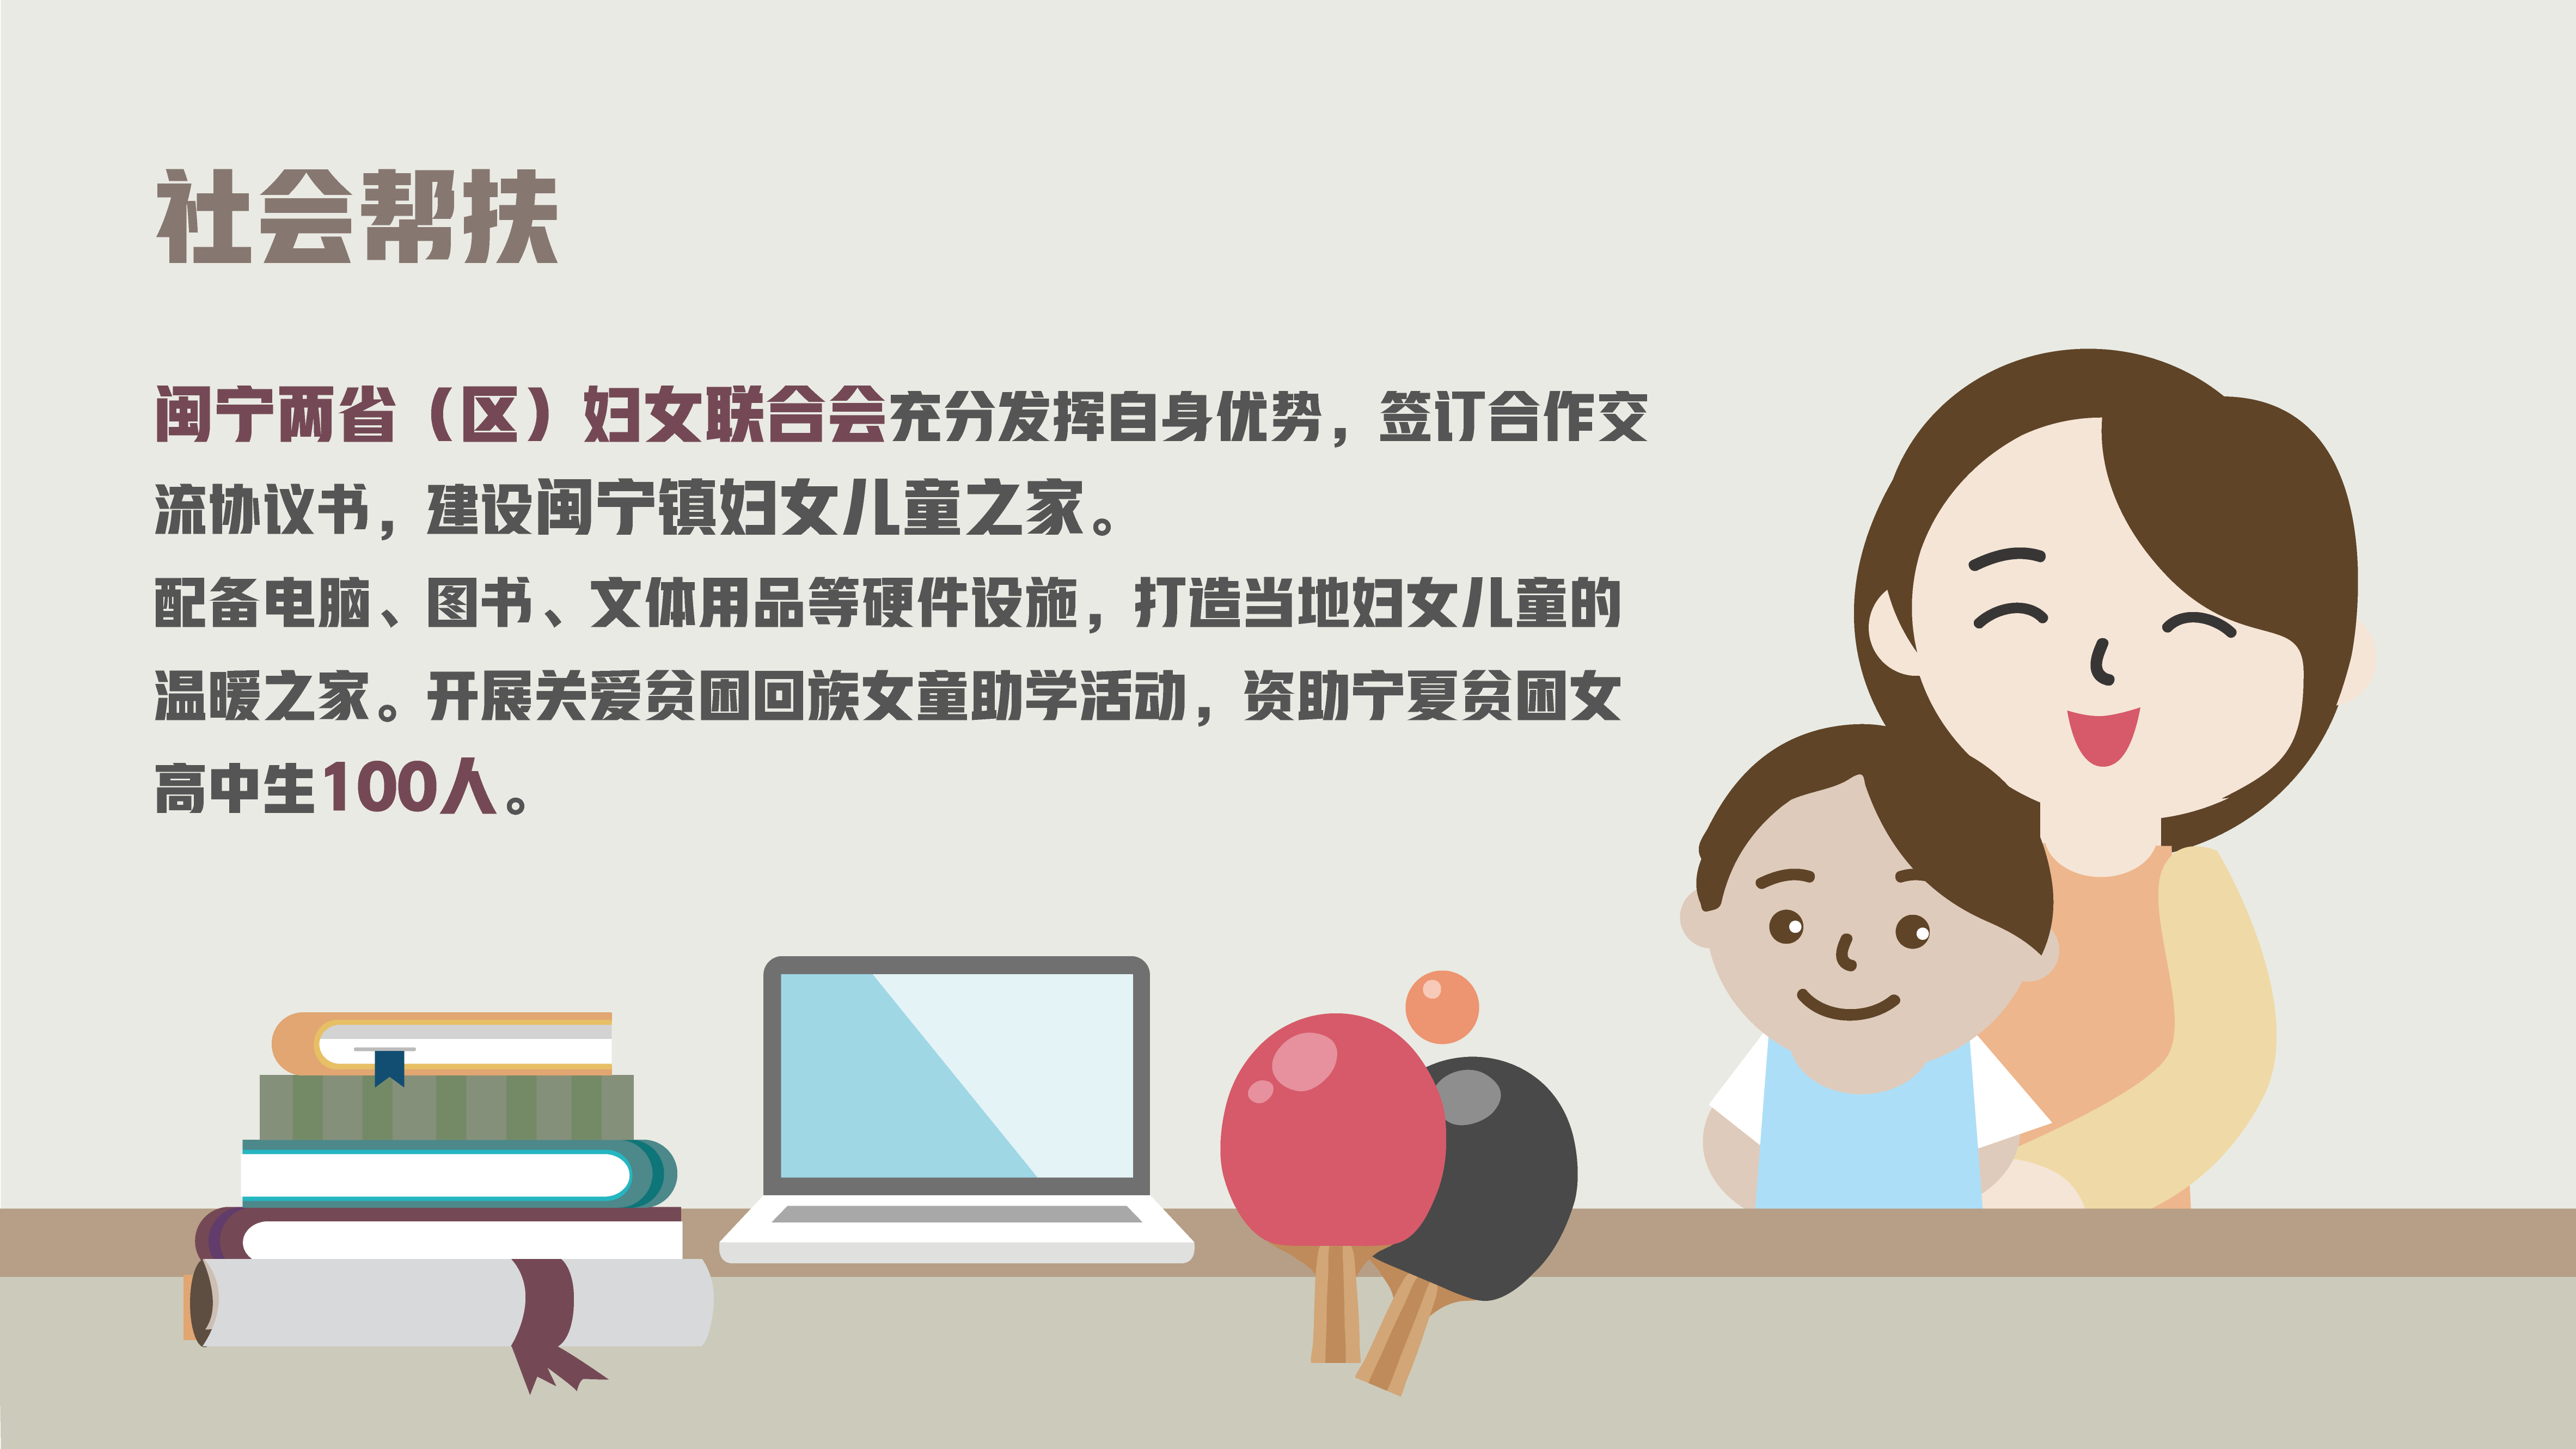 社会帮扶
闽宁两省（区）妇女联合会充分发挥自身优势，签订合作交
流协议书，建设闽宁镇妇女儿童之家。
配备电脑、图书、文体用品等硬件设施，打造当地妇女儿童的
温暖之家。开展关爱贫困回族女童助学活动，资助宁夏贫困女
高中生100人。